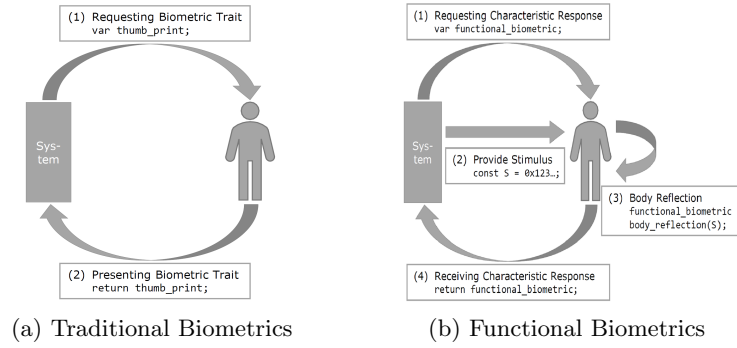 (1) Requesting Biometric Trait
var thumb_print;
Sys-
tem
(2) Presenting Biometric Trait
return thumb_print;
(a) Traditional Biometrics
(1) Requesting Characteristic Response
var functional_biometric;
Sys-
tem
(2) Provide Stimulus
const S = 0x123…;
(3) Body Reflection
functional_biometric
body_reflection(S);
(4) Receiving Characteristic Response
return functional_biometric;
(b) Functional Biometrics